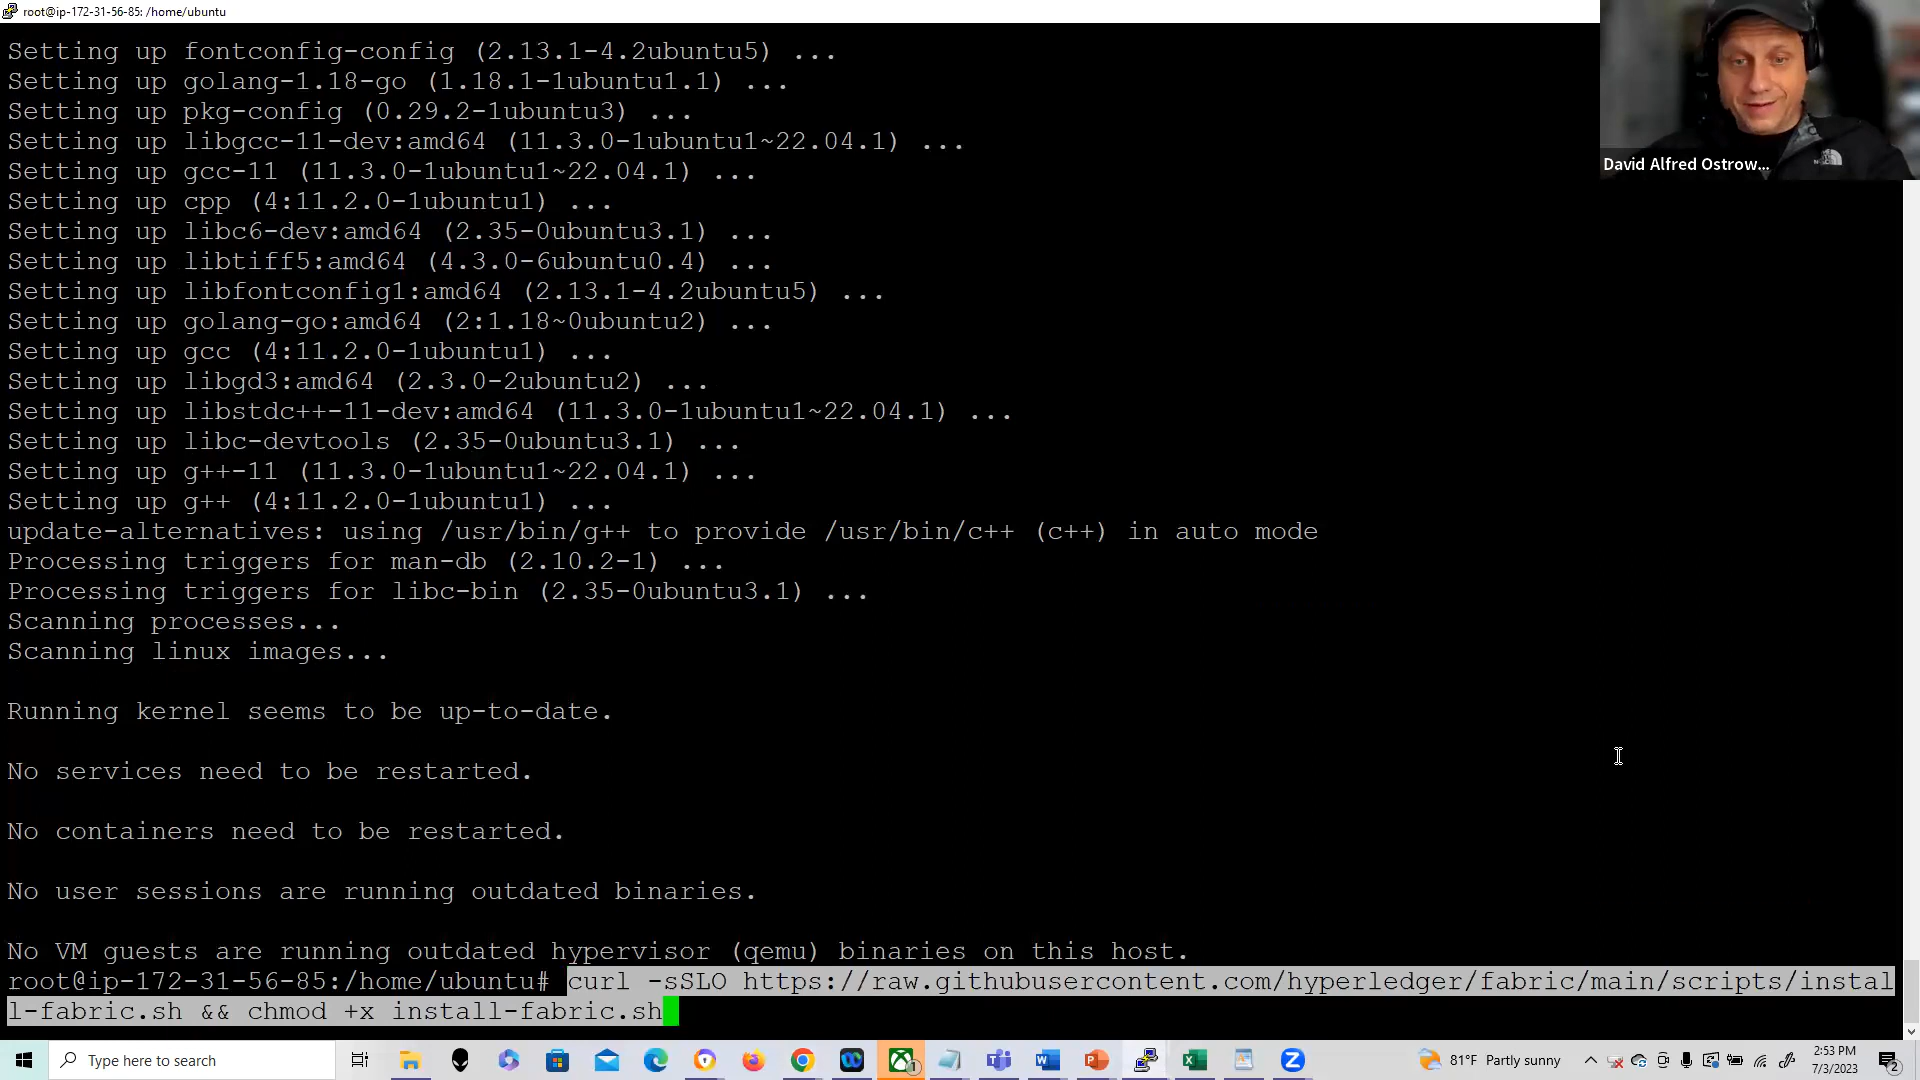 root@ip-172-31-56-85: /home/ubuntu
Setting up fontconfig-config (2.13.1-4.2ubuntu5) ...
Setting up golang-1.18-go (1.18.1-1ubuntu1.1) ...
Setting up pkg-config (0.29.2-1ubuntu3) ...
Setting up libgcc-11-dev:amd64 (11.3.0-1ubuntu1~22.04.1) ...
Setting up gcc-11 (11.3.0-1ubuntu1~22.04.1) ...
Setting up cpp (4:11.2.0-1ubuntu1) ...
Setting up libc6-dev:amd64 (2.35-0ubuntu3.1) ...
Setting up libtiff5:amd64 (4.3.0-6ubuntu0.4) ...
Setting up libfontconfig1:amd64 (2.13.1-4.2ubuntu5) ...
Setting up golang-go:amd64 (2:1.18~0ubuntu2) ...
Setting up gcc (4:11.2.0-1ubuntu1) ...
Setting up libgd3:amd64 (2.3.0-2ubuntu2) ...
Setting up libstdc++-11-dev:amd64 (11.3.0-1ubuntu1~22.04.1) ...
Setting up libc-devtools (2.35-0ubuntu3.1) ...
Setting up g++-11 (11.3.0-1ubuntu1~22.04.1) ...
Setting up g++ (4:11.2.0-1ubuntu1) ...
update-alternatives: using /usr/bin/g++ to provide /usr/bin/c++ (c++) in auto mode
Processing triggers for man-db (2.10.2-1) ...
Processing triggers for libc-bin (2.35-0ubuntu3.1) ...
Scanning processes...
Scanning linux images...
Running kernel seems to be up-to-date.
No services need to be restarted.
No containers need to be restarted.
No user sessions are running outdated binaries.
No VM guests are running outdated hypervisor (qemu) binaries on this host.
root@ip-172-31-56-85:/home/ubuntu# curl -sSLO https://raw.githubusercontent.com/hyperledger/fabric/main/scripts/instal
l-fabric.sh && chmod +x install-fabric.sh
David Alfred Ostrow...
Type here to search
81°F Partly sunny
2:53 PM
7/3/2023